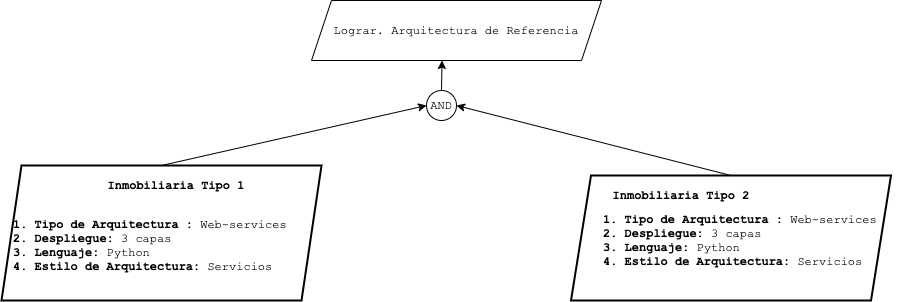 Lograr. Arquitectura de Referencia
AND
Inmobiliaria Tipo 1
1. Tipo de Arquitectura : Web-services
2. Despliegue: 3 capas
3. Lenguaje: Python
4. Estilo de Arquitectura: Servicios
Inmobiliaria Tipo 2
1. Tipo de Arquitectura : Web-services
2. Despliegue: 3 capas
3. Lenguaje: Python
4. Estilo de Arquitectura: Servicios